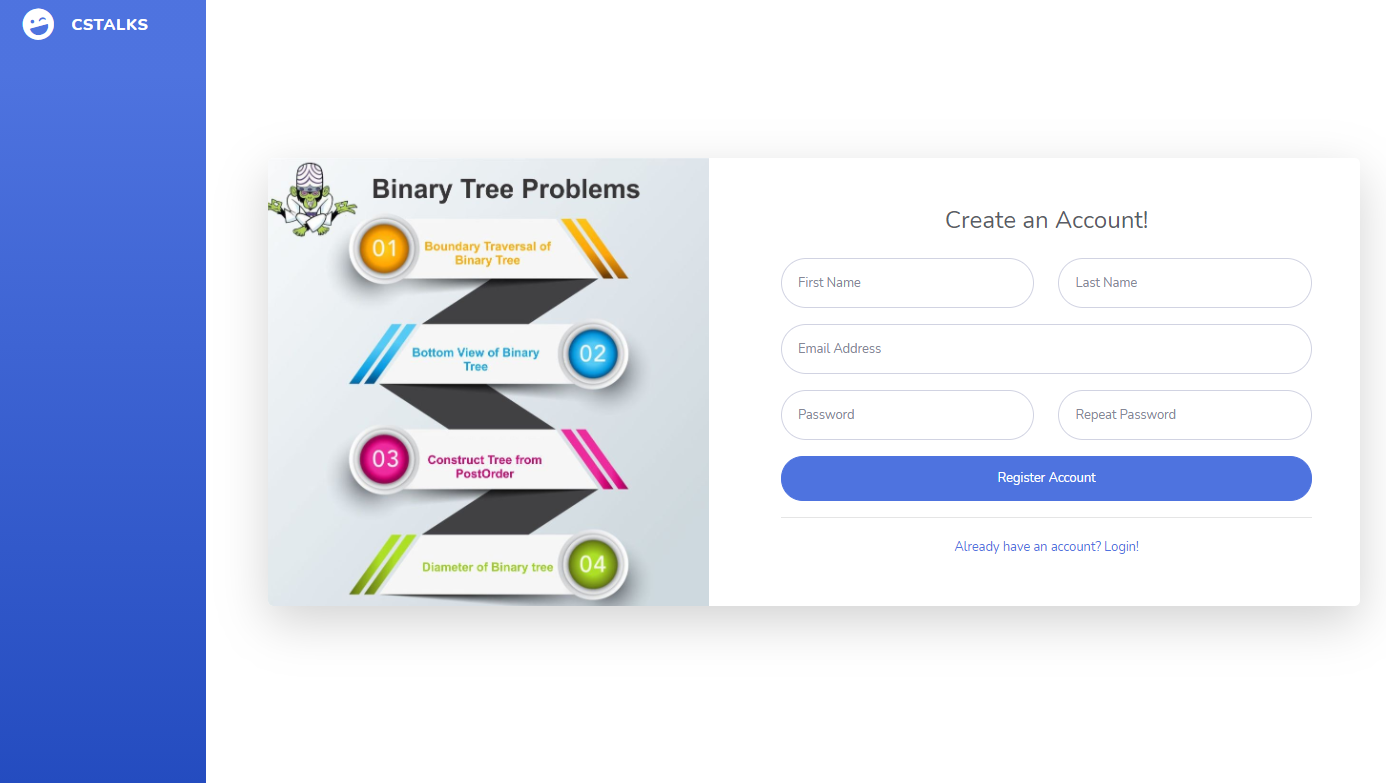 CSTALKS
Binary Tree Problems
01
Boundary Traversal of
Binary Tree
Bottom View of Binary
Tree
02
03
Construct Tree from
PostOrder
Diameter of Binary tree
04
Create an Account!
First Name
Last Name
Email Address
Password
Repeat Password
Register Account
Already have an account? Login!